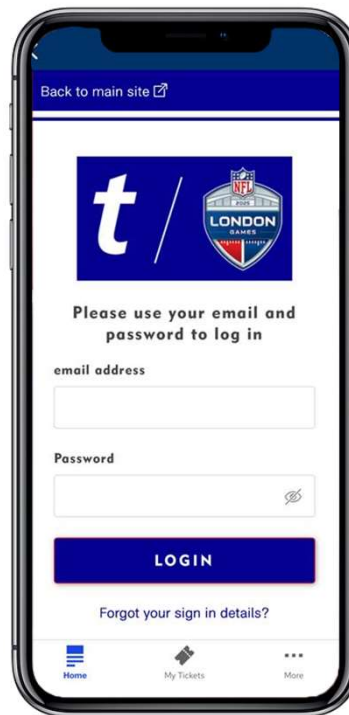 Back to main site
t
NFL
2025
LONDON
GAMES
Please use your email and
password to log in
email address
Password
LOGIN
Forgot your sign in details?
Home
My Tickets
More